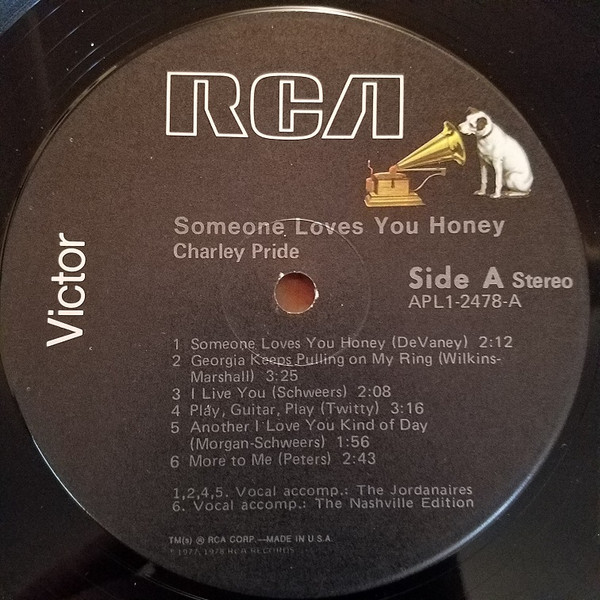 RCA
Victor
Someone Loves You Honey
Charley Pride
Side A Stereo
APL1-2478-A
1 Someone Loves You Honey (DeVaney) 2:12
2 Georgia Keeps Pulling on My Ring (Wilkins-
Marshall) 3:25
3 I Live You (Schweers) 2:08
4 Play, Guitar, Play (Twitty) 3:16
5 Another I Love You Kind of Day
(Morgan-Schweers) 1:56
6 More to Me (Peters) 2:43
1,2,4,5. Vocal accomp.: The Jordanaires
6. Vocal accomp.: The Nashville Edition
TM(s) ® RCA CORP.—MADE IN U.S.A.
℗ 1977, 1978 RCA RECORDS